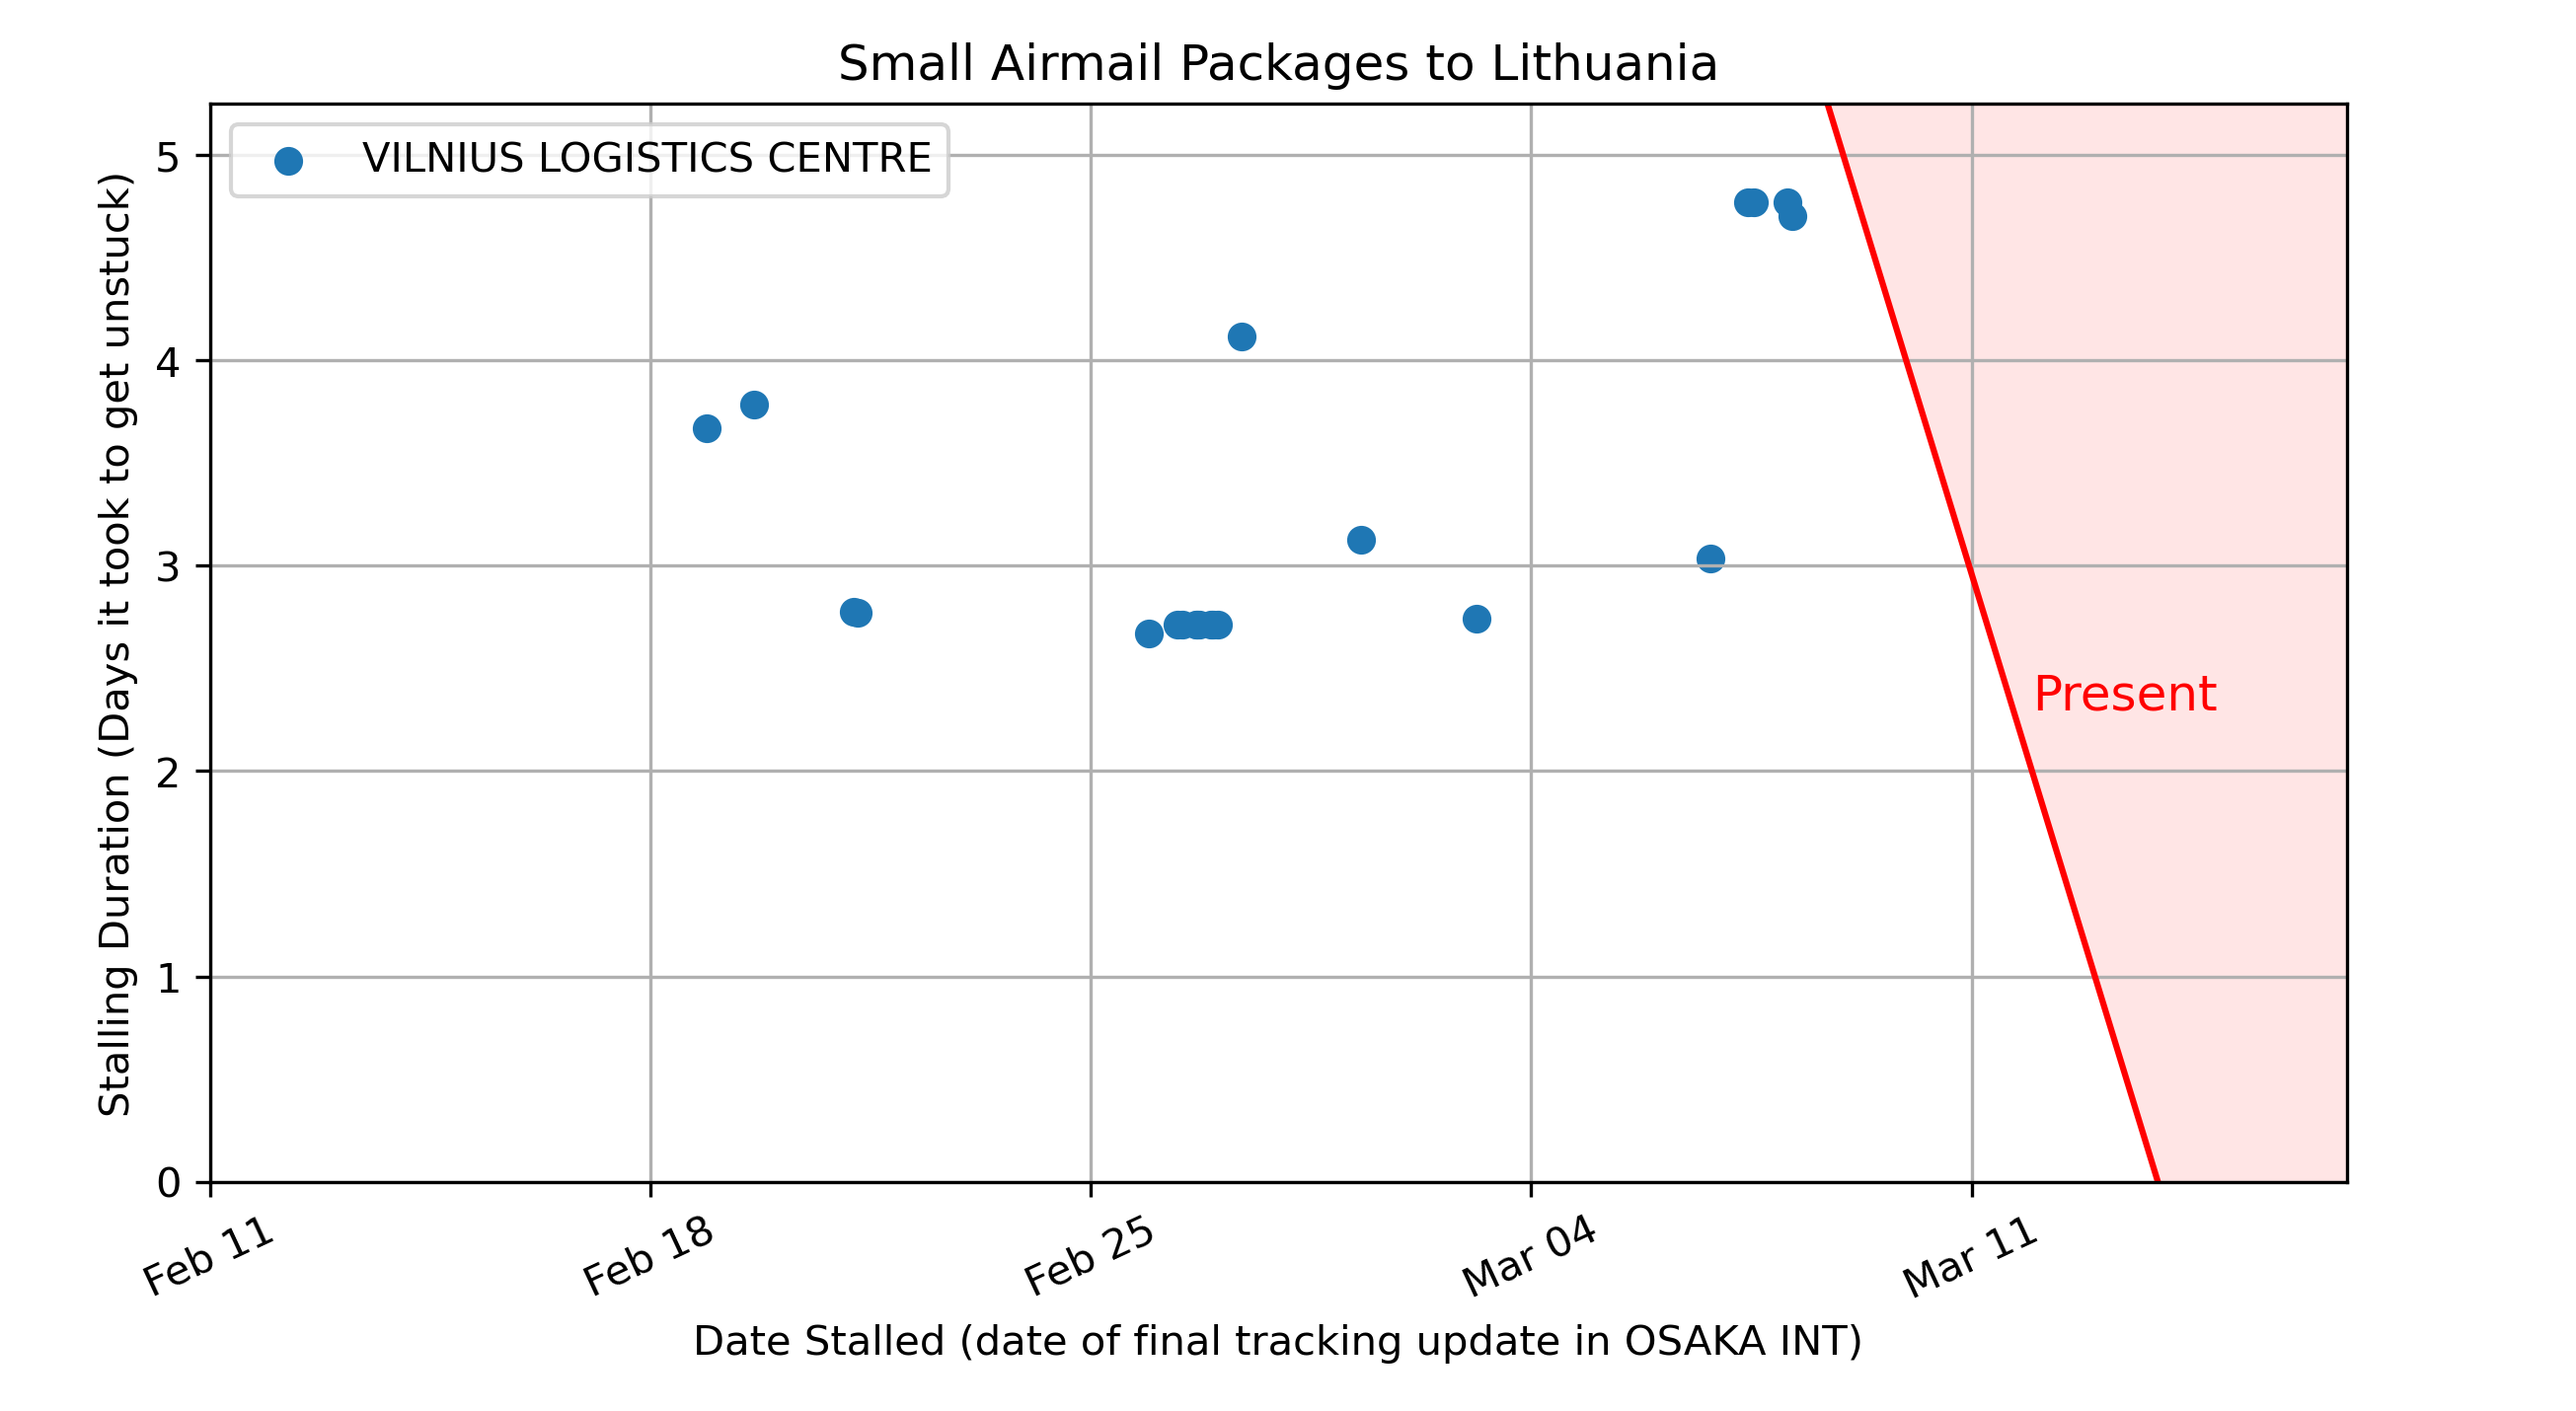 Small Airmail Packages to Lithuania
VILNIUS LOGISTICS CENTRE
Stalling Duration (Days it took to get unstuck)
5
4
3
2
1
0
Present
Feb 11
Feb 18
Feb 25
Mar 04
Mar 11
Date Stalled (date of final tracking update in OSAKA INT)